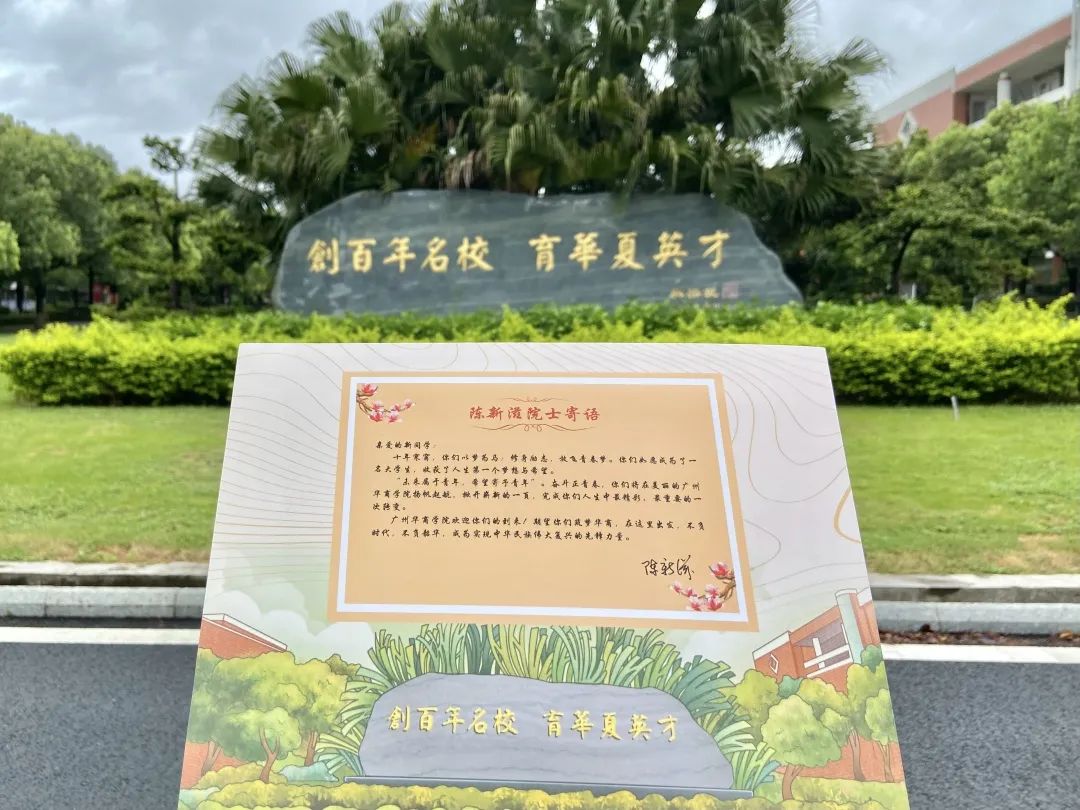 創百年名校 育華夏英才
陈新滋院士寄语
亲爱的新同学:
十年寒窗,你们以梦为马;修身励志,放飞青春梦。你们如愿成为了一
名大学生,收获了人生第一个梦想与希望。
“未来属于青年,希望寄予青年”。奋斗正青春,你们将在美丽的广州
华商学院扬帆起航,掀开崭新的一页,完成你们人生中最精彩、最重要的
一次转变。
广州华商学院欢迎你们的到来!期望你们筑梦华商,在这里出发,不负
时代,不负韶华,成为实现中华民族伟大复兴的先锋力量。
陈新滋
創百年名校 育華夏英才